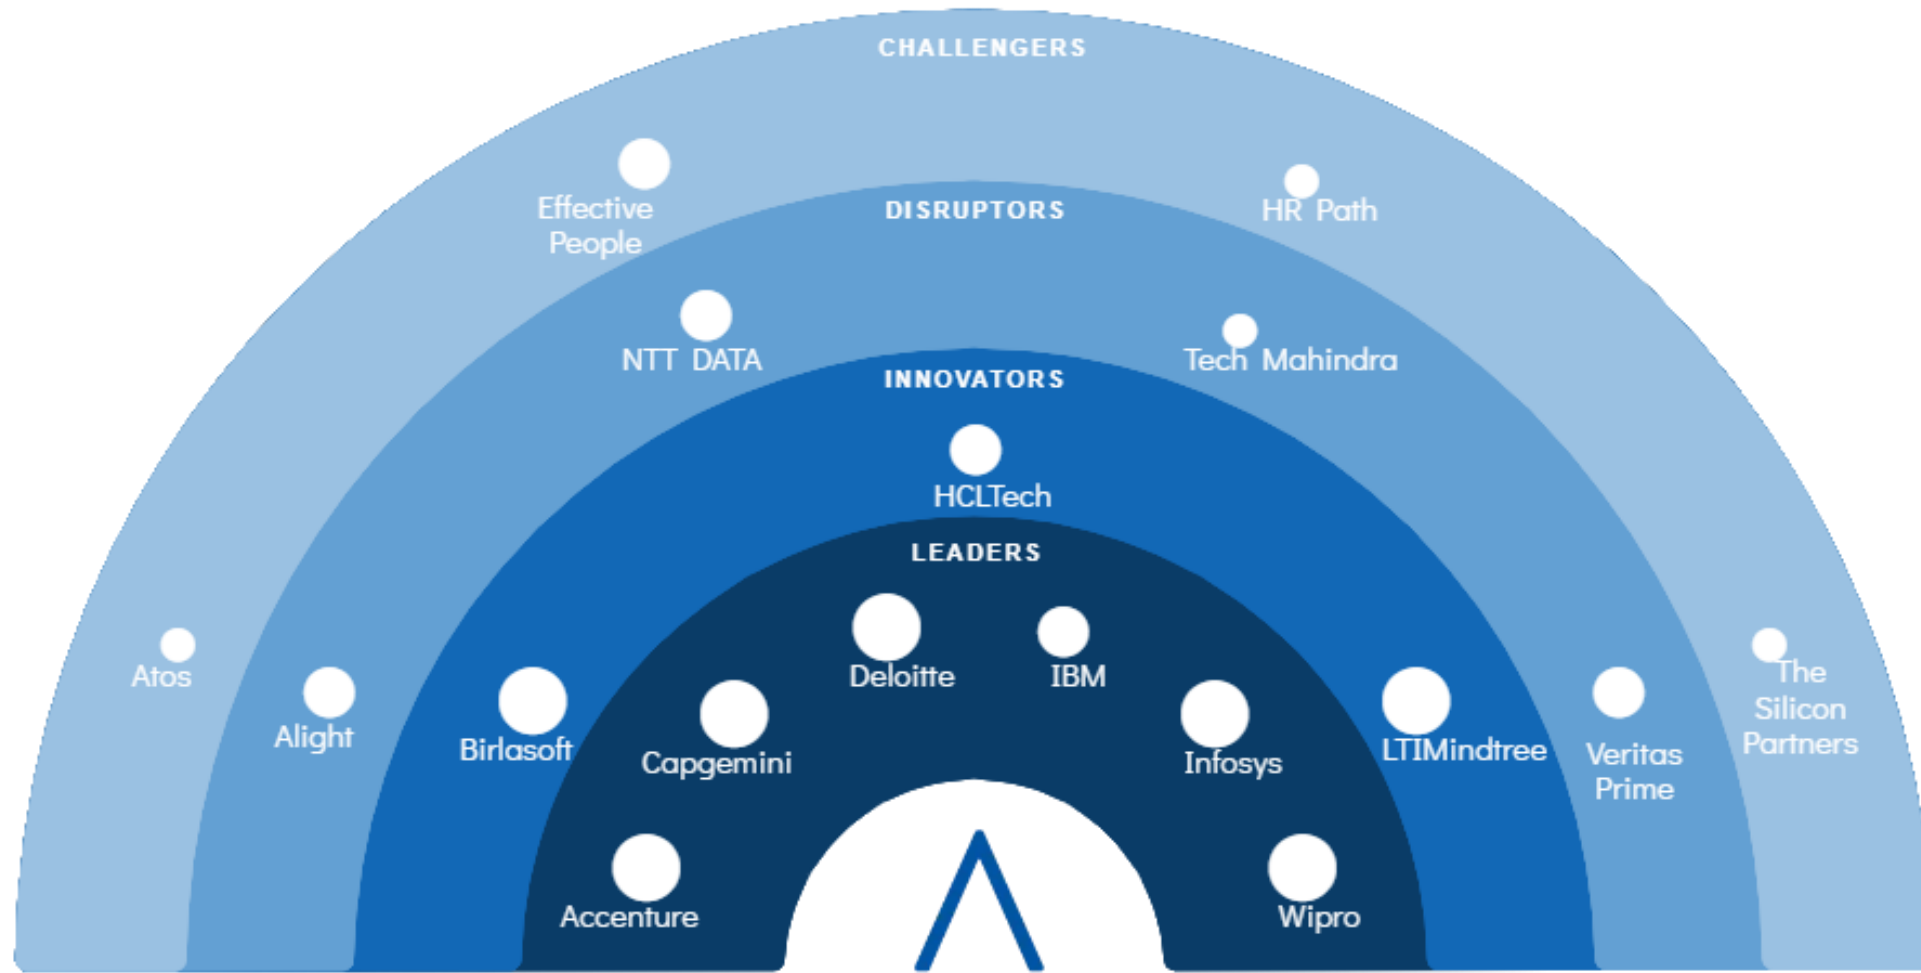 CHALLENGERS
Effective
People
HR Path
DISRUPTORS
NTT DATA
Tech Mahindra
INNOVATORS
HCLTech
LEADERS
Deloitte
IBM
Atos
The
Silicon
Partners
Alight
Birlasoft
Capgemini
Infosys
LTIMindtree
Veritas
Prime
Accenture
Wipro